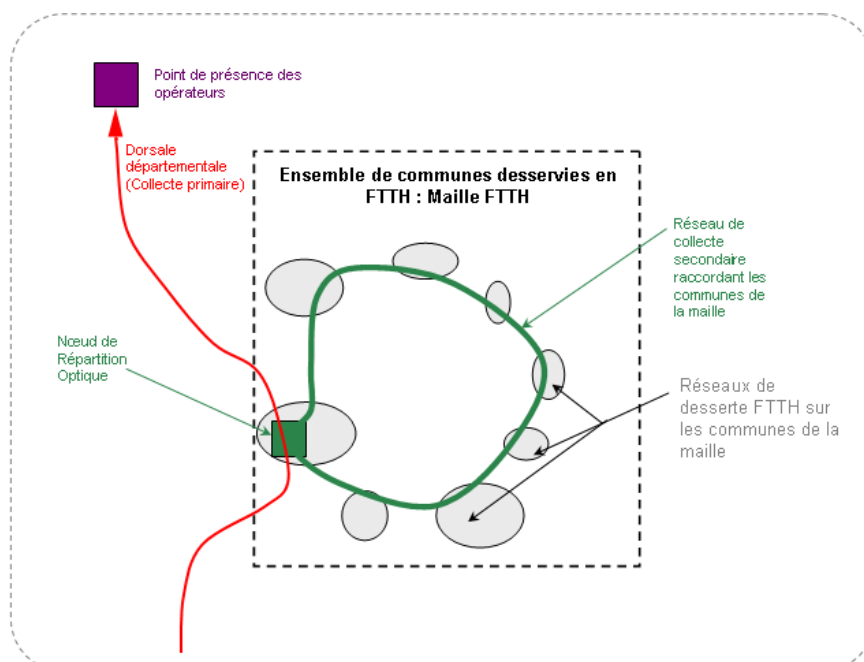 Point de présence des
opérateurs
Dorsale
départementale
(Collecte primaire)
Ensemble de communes desservies en
FTTH : Maille FTTH
Réseau de
collecte
secondaire
raccordant les
communes de
la maille
Nœud de
Répartition
Optique
Réseaux de
desserte FTTH sur
les communes de la
maille